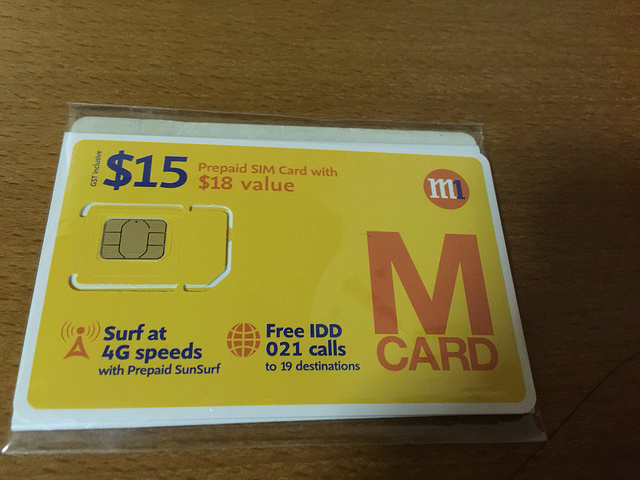 GST inclusive
$15
Prepaid SIM Card with
$18 value
m1
M
CARD
Surf at
4G speeds
with Prepaid SunSurf
Free IDD
021 calls
to 19 destinations